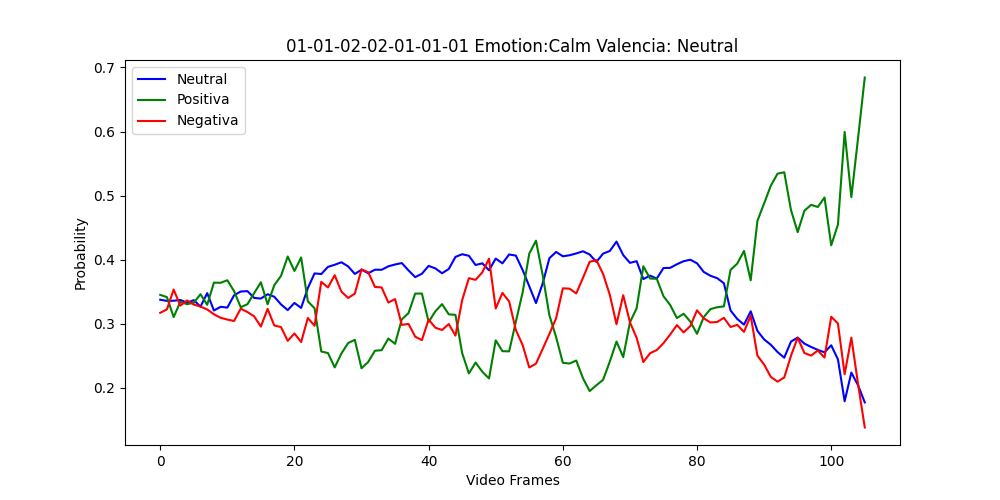 01-01-02-02-01-01-01 Emotion:Calm Valencia: Neutral
Neutral
Positiva
Negativa
0.7
0.6
0.5
0.4
0.3
0.2
Probability
0 20 40 60 80 100
Video Frames